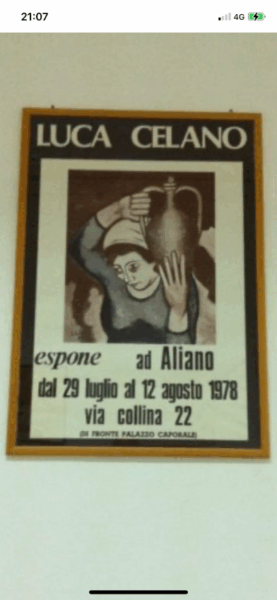 21:07
4G
LUCA CELANO
espone ad Aliano
dal 29 luglio al 12 agosto 1978
via collina 22
(DI FRONTE PALAZZO CAPORALE)